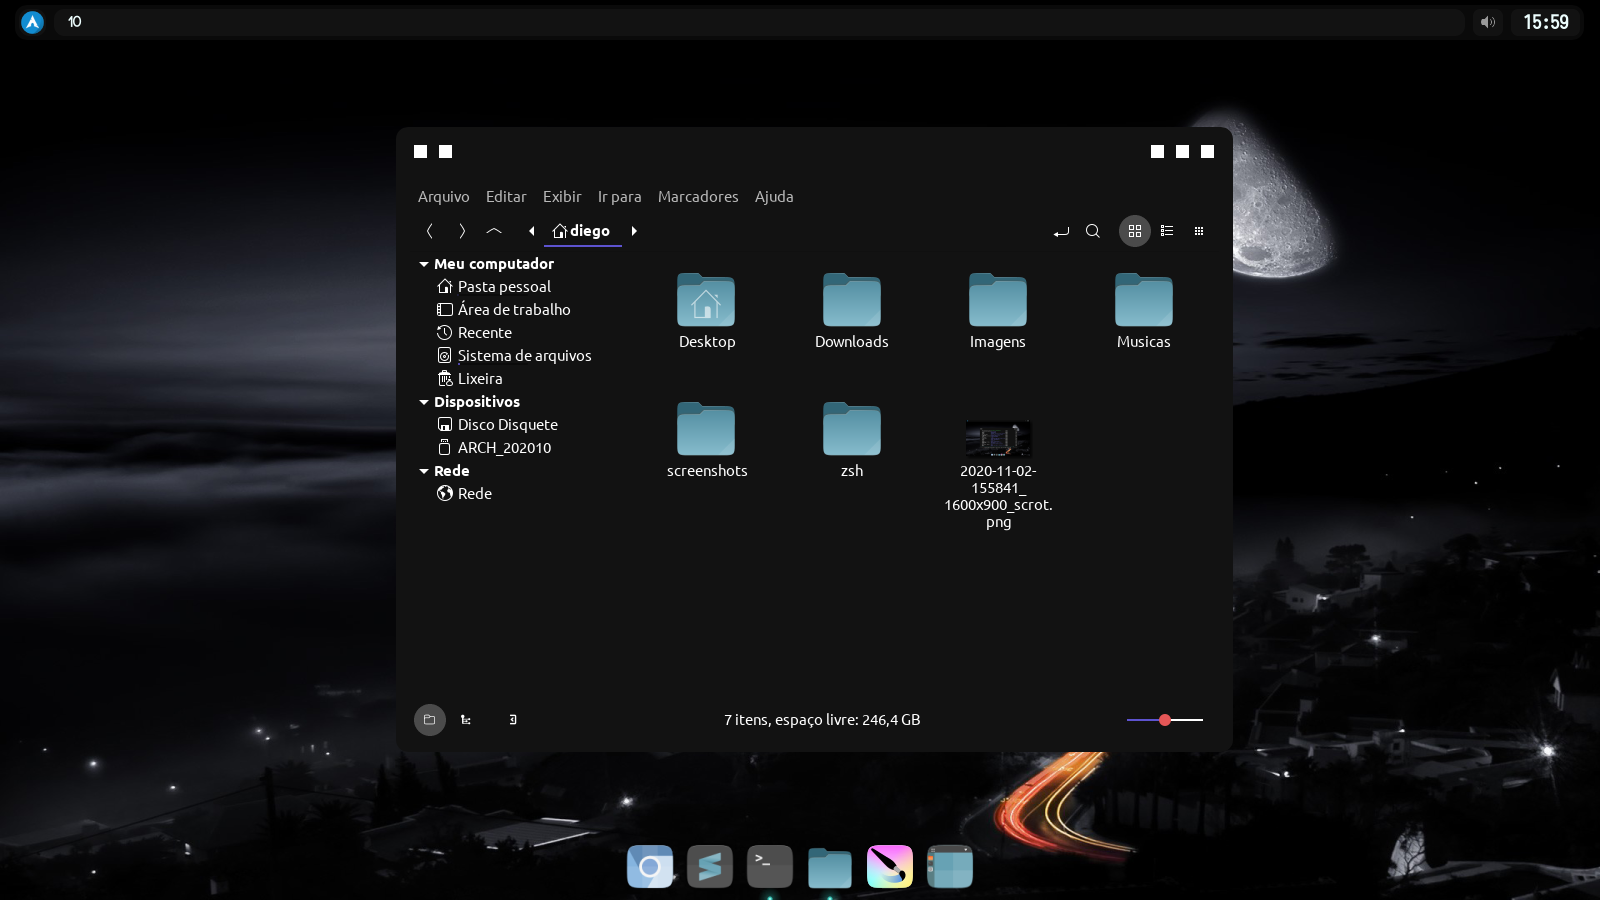 10
15:59
Arquivo Editar Exibir Ir para Marcadores Ajuda
diego
Meu computador
Pasta pessoal
Área de trabalho
Recente
Sistema de arquivos
Lixeira
Dispositivos
Disco Disquete
ARCH_202010
Rede
Rede
Desktop
Downloads
Imagens
Musicas
screenshots
zsh
2020-11-02-
155841_
1600x900_scrot.
png
7 itens, espaço livre: 246,4 GB
>_